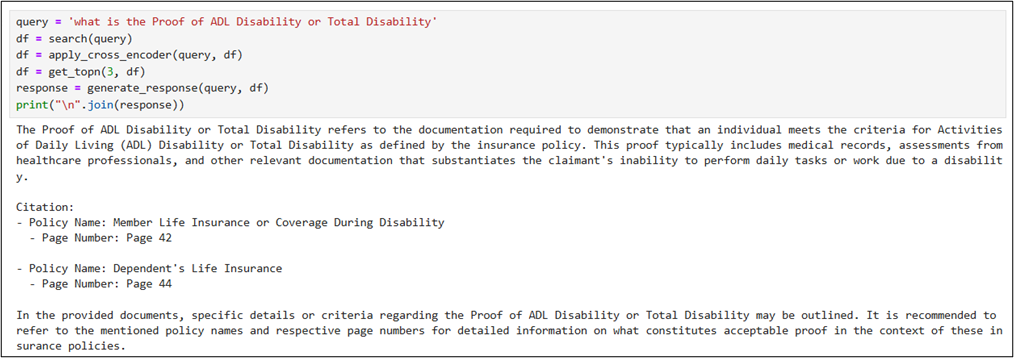 query = 'what is the Proof of ADL Disability or Total Disability'
df = search(query)
df = apply_cross_encoder(query, df)
df = get_topn(3, df)
response = generate_response(query, df)
print("\n".join(response))
The Proof of ADL Disability or Total Disability refers to the documentation required to demonstrate that an individual meets the criteria for Activities
of Daily Living (ADL) Disability or Total Disability as defined by the insurance policy. This proof typically includes medical records, assessments from
healthcare professionals, and other relevant documentation that substantiates the claimant's inability to perform daily tasks or work due to a disabilit
y.
Citation:
- Policy Name: Member Life Insurance or Coverage During Disability
  - Page Number: Page 42
- Policy Name: Dependent's Life Insurance
  - Page Number: Page 44
In the provided documents, specific details or criteria regarding the Proof of ADL Disability or Total Disability may be outlined. It is recommended to
refer to the mentioned policy names and respective page numbers for detailed information on what constitutes acceptable proof in the context of these in
surance policies.